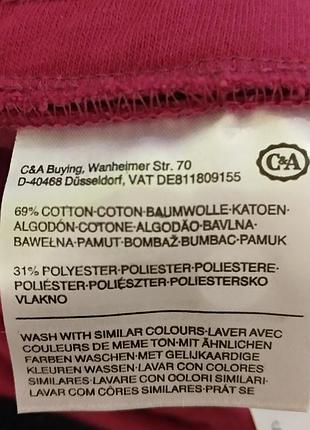 C&A Buying, Wanheimer Str. 70
D-40468 Düsseldorf, VAT DE811809155
C&A
69% COTTON·COTON·BAUMWOLLE·KATOEN·
ALGODÓN·COTONE·ALGODÃO·BAVLNA·
BAWEŁNA·PAMUT·BOMBAŽ·BUMBAC·PAMUK
31% POLYESTER·POLIESTER·POLIESTERE·
POLIÉSTER·POLIÉSZTER·POLIESTERSKO
VLAKNO
WASH WITH SIMILAR COLOURS·LAVER AVEC
COULEURS DE MEME TON·MIT ÄHNLICHEN
FARBEN WASCHEN·MET GELIJKAARDIGE
KLEUREN WASSEN·LAVAR CON COLORES
SIMILARES·LAVARE CON COLORI SIMILARI·
LAVAR COM CÔRES SIMILARES·PRÁT SE